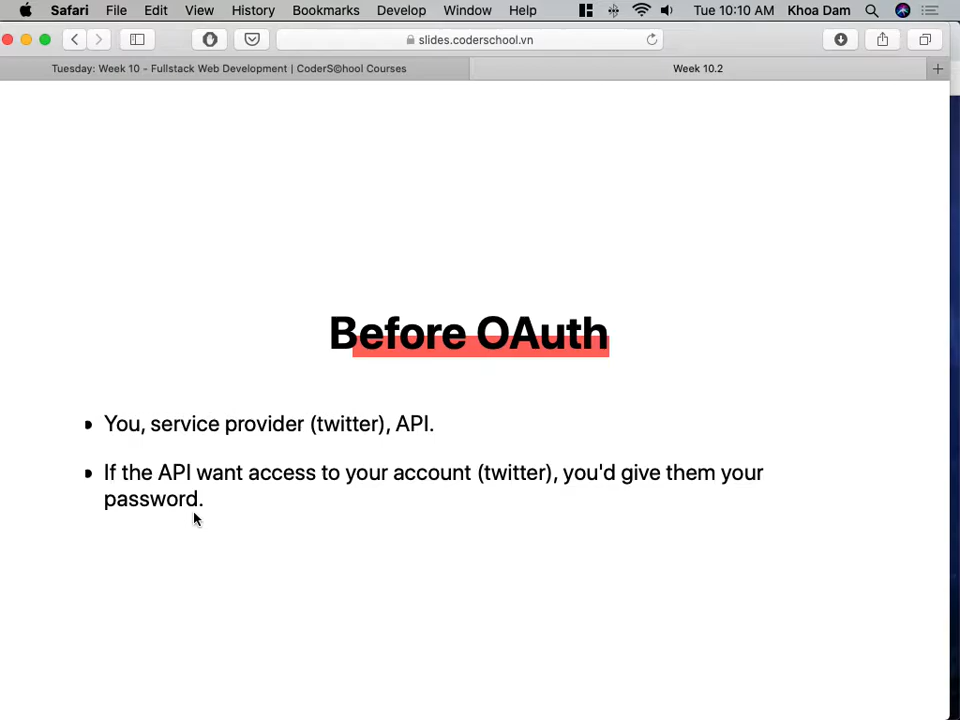 Safari File Edit View History Bookmarks Develop Window Help Tue 10:10 AM Khoa Dam
slides.coderschool.vn
Tuesday: Week 10 - Fullstack Web Development | CoderS©hool Courses
Week 10.2
Before OAuth
You, service provider (twitter), API.
If the API want access to your account (twitter), you'd give them your
password.